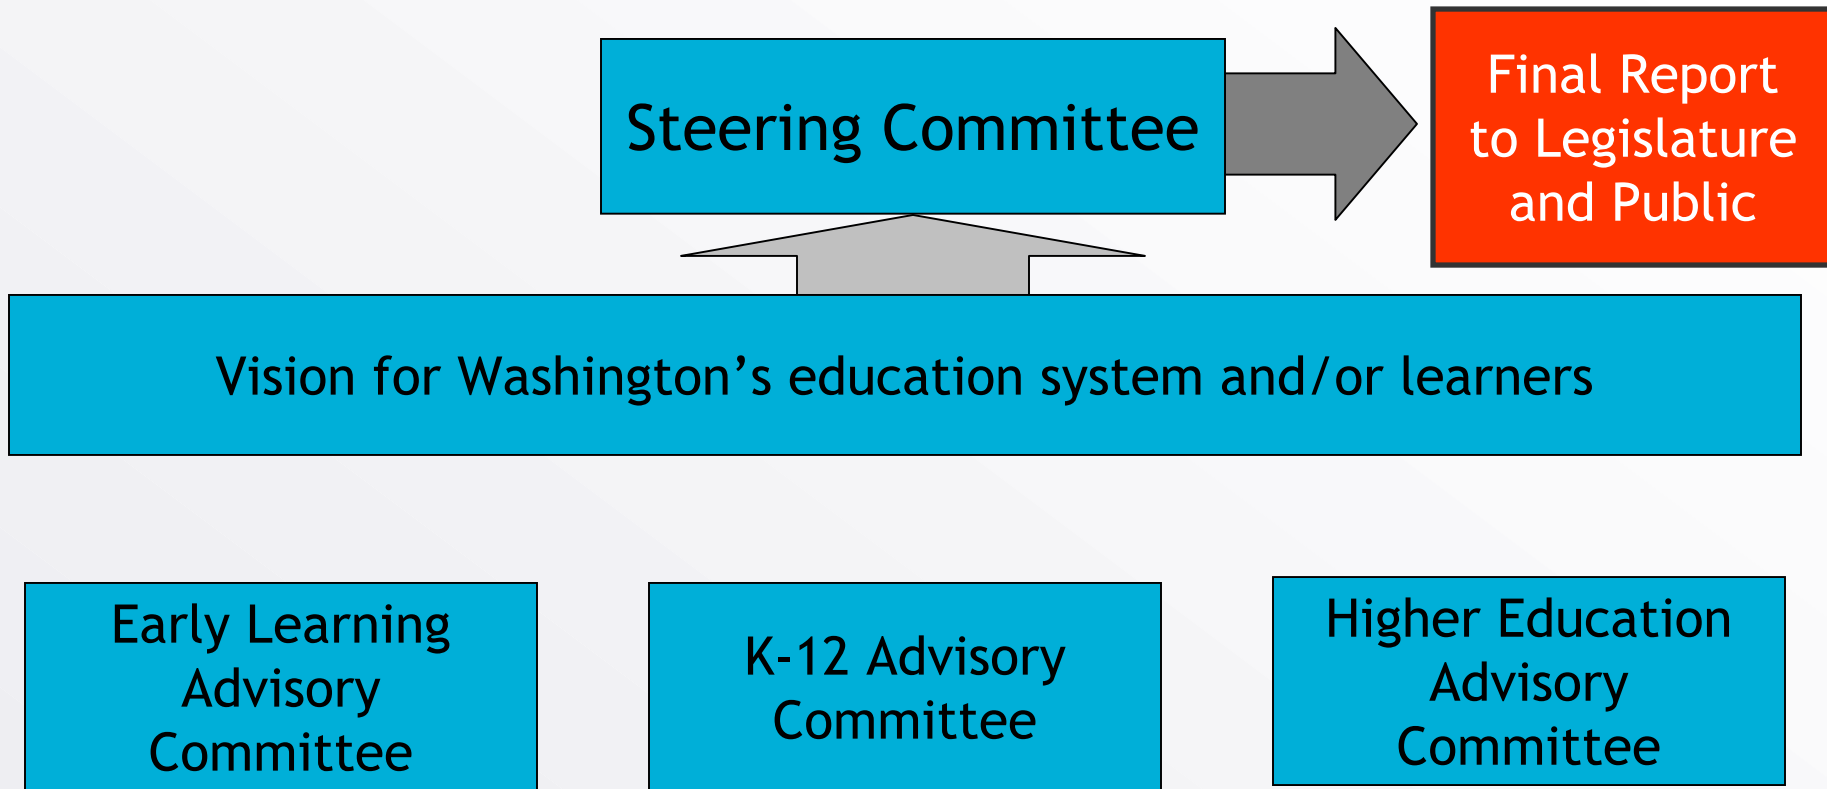 Steering Committee
Final Report
to Legislature
and Public
Vision for Washington’s education system and/or learners
Early Learning
Advisory
Committee
K-12 Advisory
Committee
Higher Education
Advisory
Committee